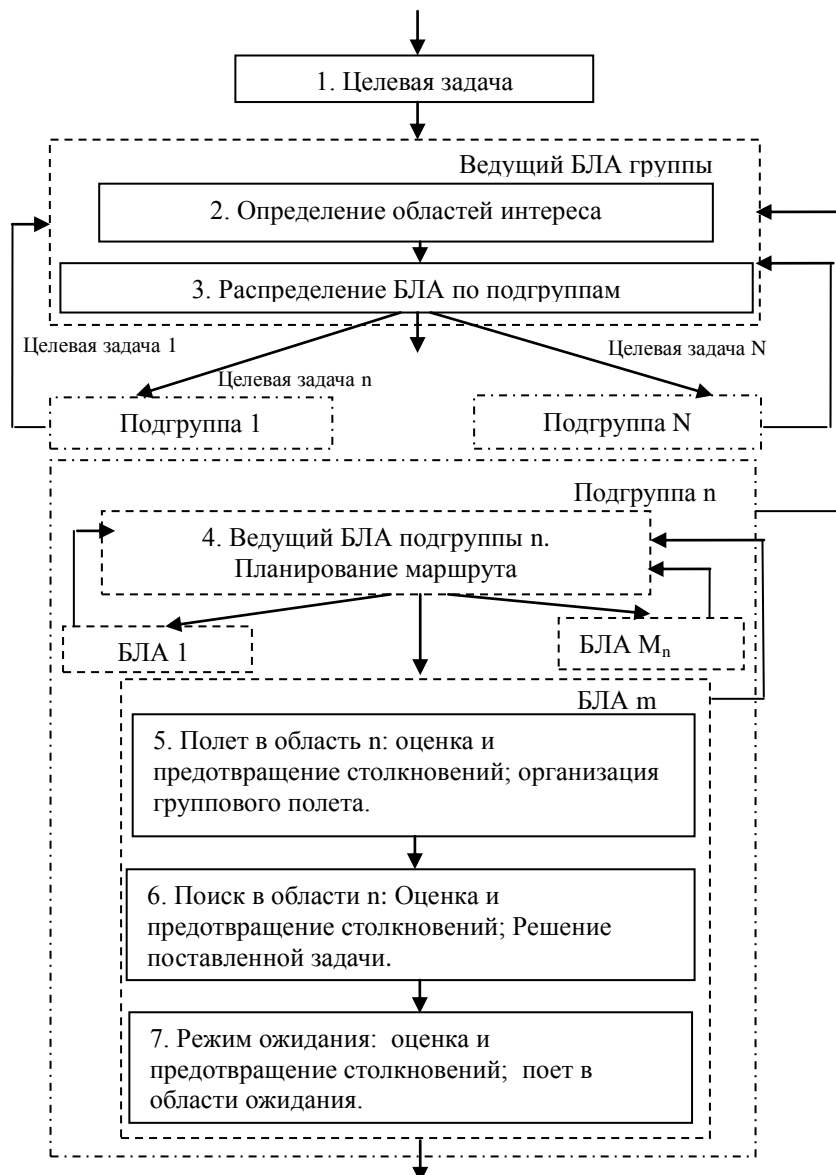 1. Целевая задача
Ведущий БЛА группы
2. Определение областей интереса
3. Распределение БЛА по подгруппам
Целевая задача 1
Целевая задача N
Целевая задача n
Подгруппа 1
Подгруппа N
Подгруппа n
4. Ведущий БЛА подгруппы n.
Планирование маршрута
БЛА 1
БЛА Mn
БЛА m
5. Полет в область n: оценка и
предотвращение столкновений; организация
группового полета.
6. Поиск в области n: Оценка и
предотвращение столкновений; Решение
поставленной задачи.
7. Режим ожидания: оценка и
предотвращение столкновений; поет в
области ожидания.